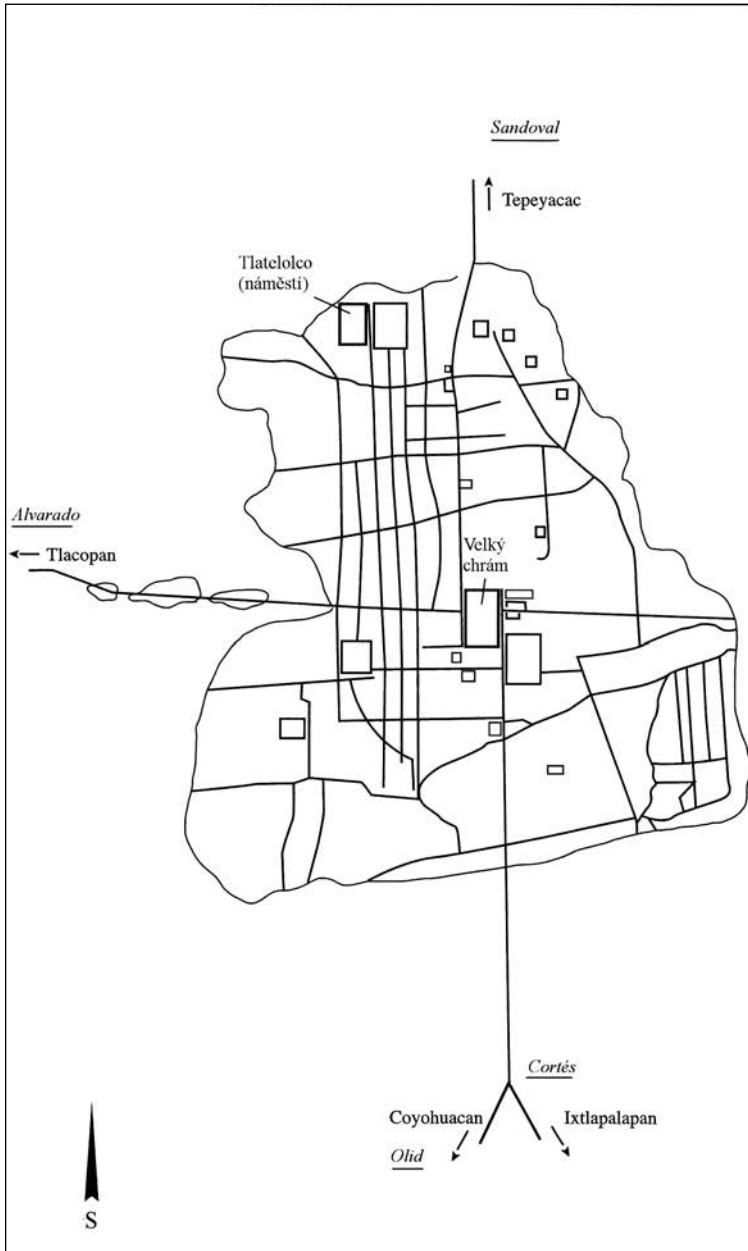 Sandoval
Tepeyacac
Tlatelolco
(náměstí)
Alvarado
Tlacopan
Velký
chrám
Cortés
Coyohuacan
Ixtlapalapan
Olid
S